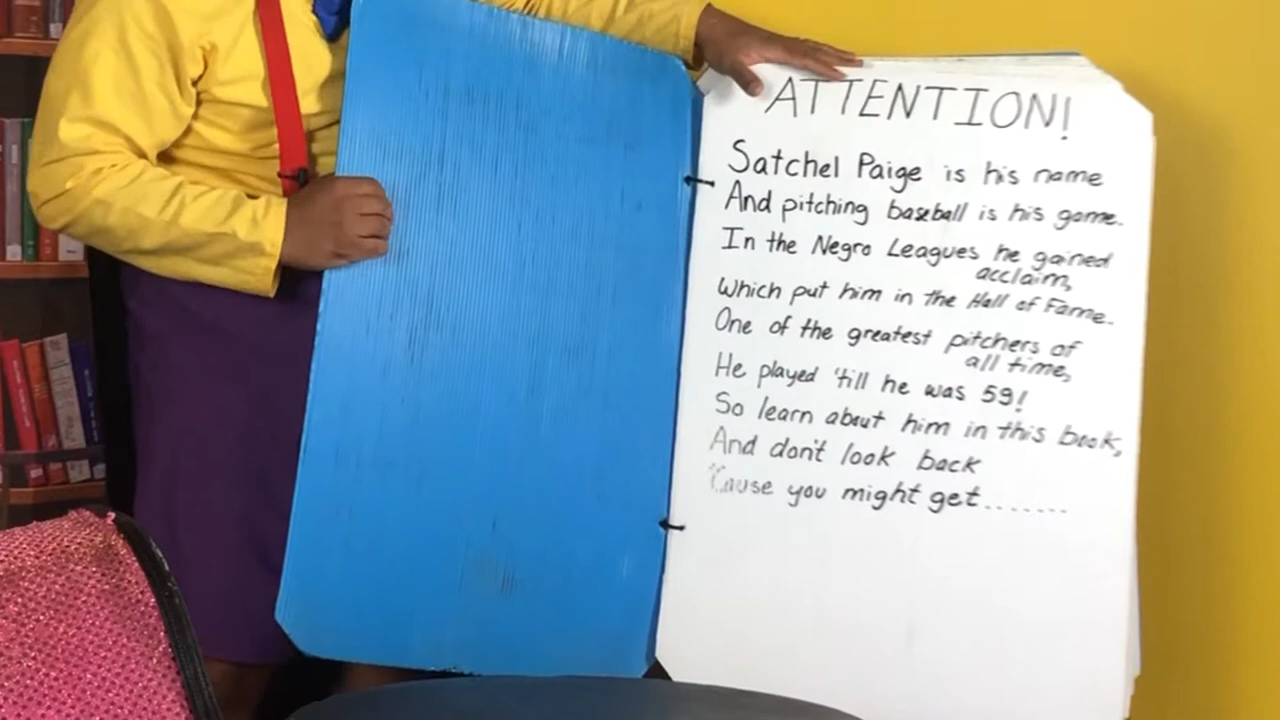 ATTENTION!
Satchel Paige is his name
And pitching baseball is his game.
In the Negro Leagues he gained
acclaim,
Which put him in the Hall of Fame.
One of the greatest pitchers of
all time,
He played 'till he was 59!
So learn about him in this book,
And don't look back
'Cause you might get.......